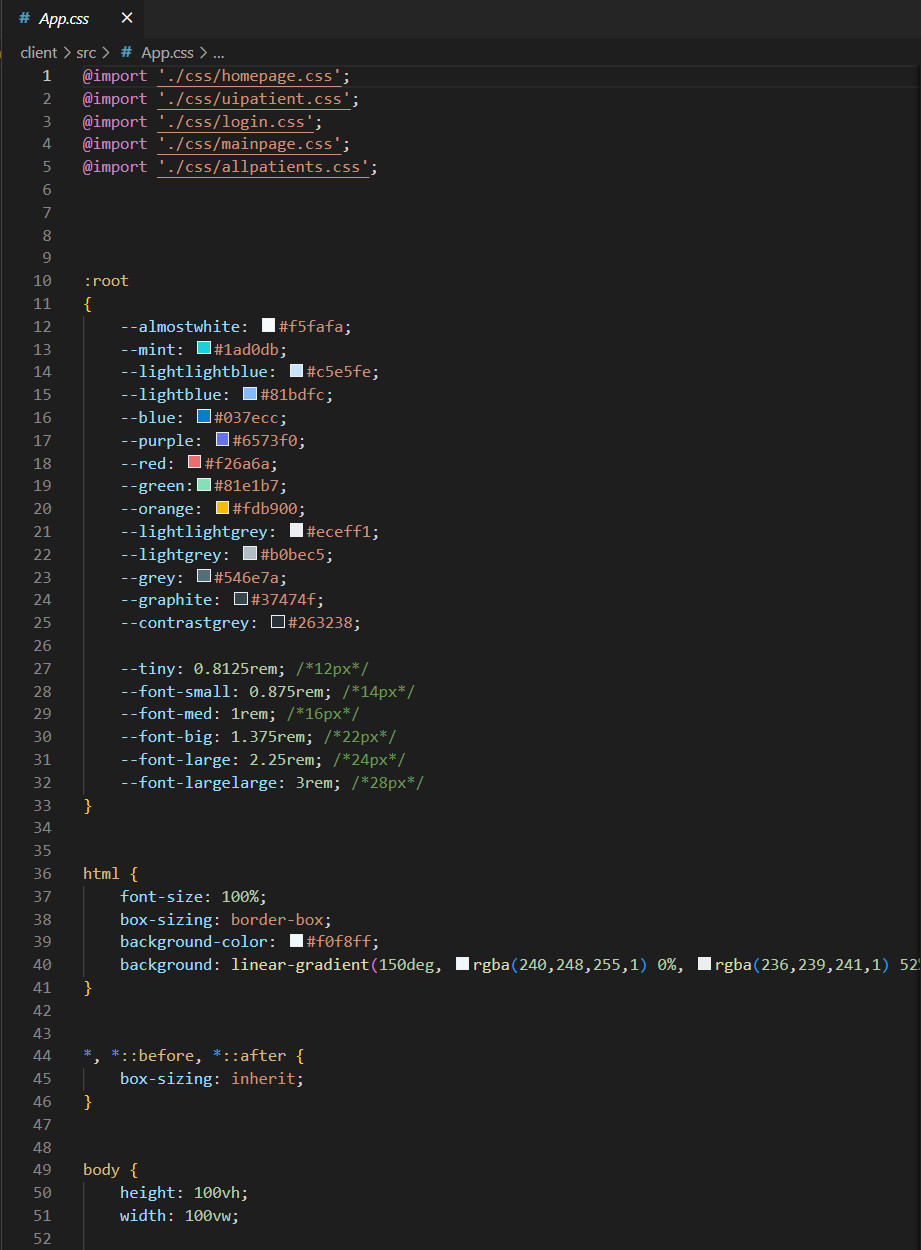 # App.css ×
client > src > # App.css > ...
1 @import './css/homepage.css';
2 @import './css/uipatient.css';
3 @import './css/login.css';
4 @import './css/mainpage.css';
5 @import './css/allpatients.css';
6
7
8
9
10 :root
11 {
12 --almostwhite: #f5fafa;
13 --mint: #1ad0db;
14 --lightlightblue: #c5e5fe;
15 --lightblue: #81bdfc;
16 --blue: #037ecc;
17 --purple: #6573f0;
18 --red: #f26a6a;
19 --green: #81e1b7;
20 --orange: #fdb900;
21 --lightlightgrey: #eceff1;
22 --lightgrey: #b0bec5;
23 --grey: #546e7a;
24 --graphite: #37474f;
25 --contrastgrey: #263238;
26
27 --tiny: 0.8125rem; /*12px*/
28 --font-small: 0.875rem; /*14px*/
29 --font-med: 1rem; /*16px*/
30 --font-big: 1.375rem; /*22px*/
31 --font-large: 2.25rem; /*24px*/
32 --font-largelarge: 3rem; /*28px*/
33 }
34
35
36 html {
37 font-size: 100%;
38 box-sizing: border-box;
39 background-color: #f0f8ff;
40 background: linear-gradient(150deg, rgba(240,248,255,1) 0%, rgba(236,239,241,1) 52
41 }
42
43
44 *, *::before, *::after {
45 box-sizing: inherit;
46 }
47
48
49 body {
50 height: 100vh;
51 width: 100vw;
52